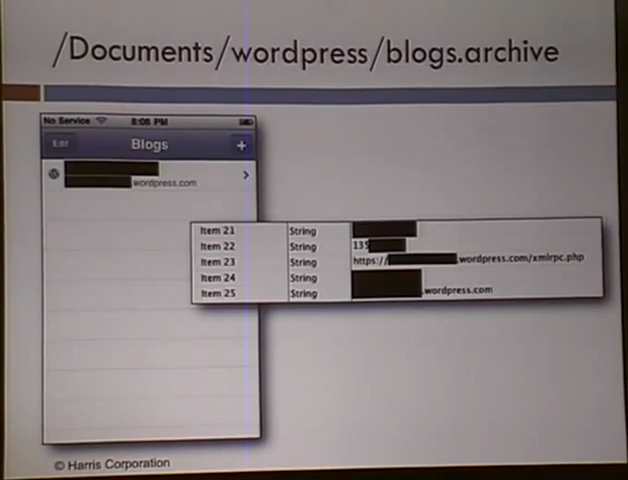 /Documents/wordpress/blogs.archive
No Service 8:06 PM
Edit Blogs +
wordpress.com
Item 21 String
Item 22 String 135
Item 23 String https:// .wordpress.com/xmlrpc.php
Item 24 String
Item 25 String .wordpress.com
© Harris Corporation